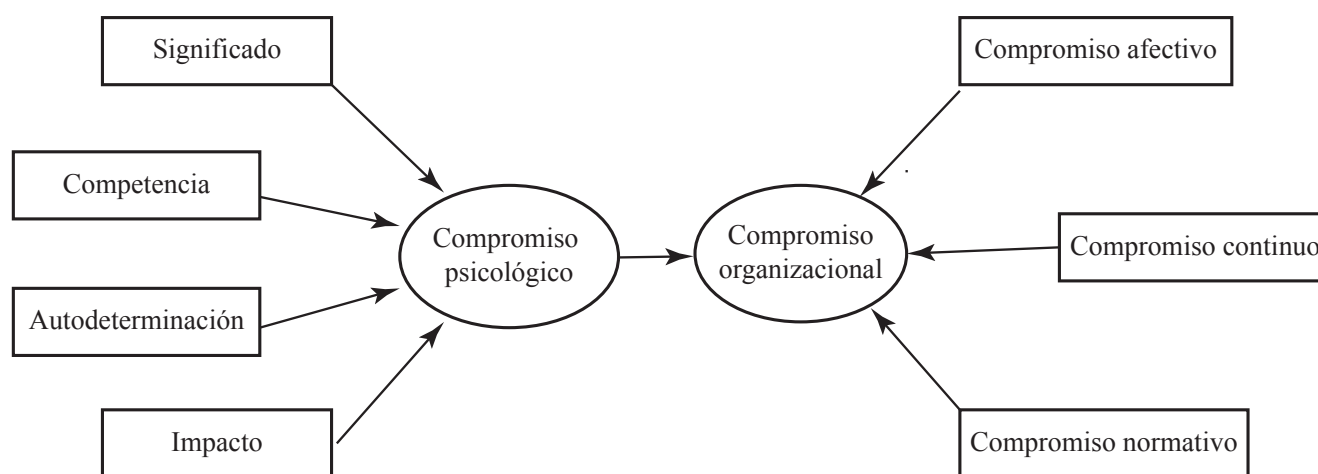 Significado
Compromiso afectivo
Competencia
Compromiso
psicológico
Compromiso
organizacional
Compromiso continuo
Autodeterminación
Impacto
Compromiso normativo